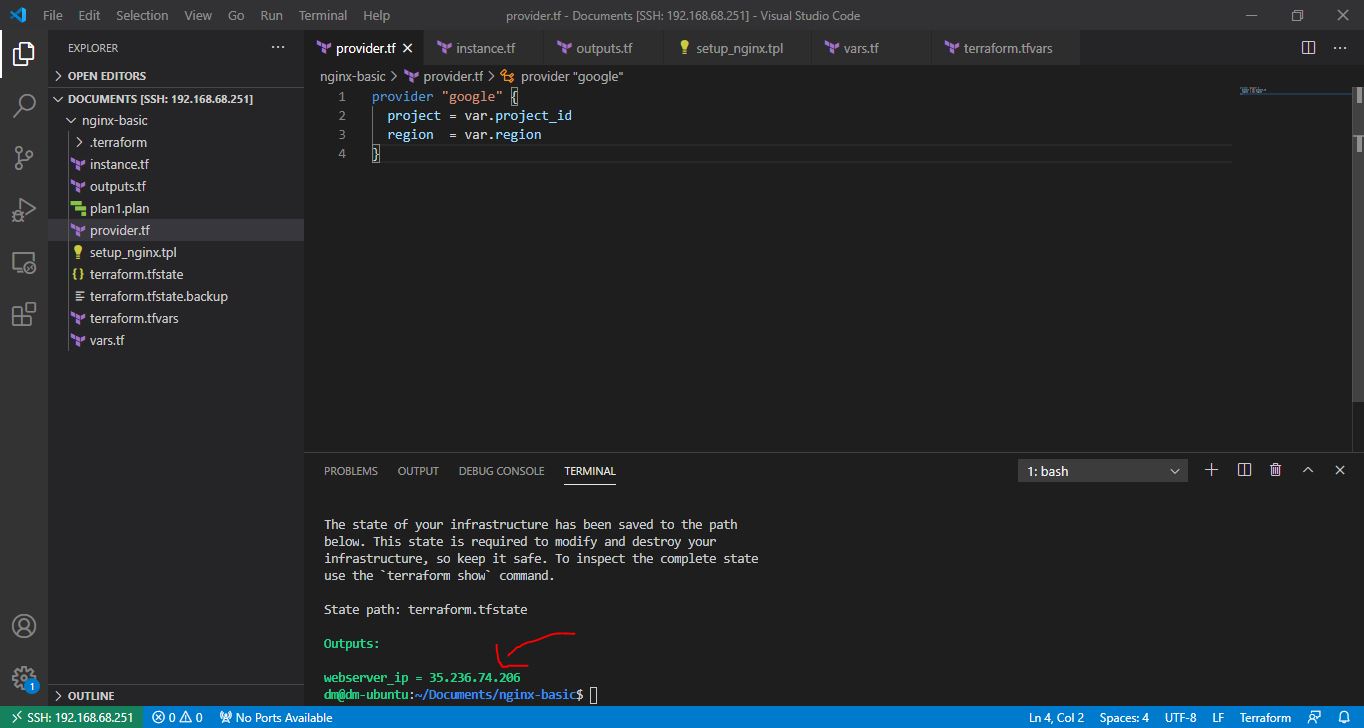 File Edit Selection View Go Run Terminal Help
provider.tf - Documents [SSH: 192.168.68.251] - Visual Studio Code
EXPLORER
OPEN EDITORS
DOCUMENTS [SSH: 192.168.68.251]
nginx-basic
.terraform
instance.tf
outputs.tf
plan1.plan
provider.tf
setup_nginx.tpl
terraform.tfstate
terraform.tfstate.backup
terraform.tfvars
vars.tf
OUTLINE
1
provider.tf instance.tf outputs.tf setup_nginx.tpl vars.tf terraform.tfvars
nginx-basic > provider.tf > provider "google"
1 provider "google" {
2   project = var.project_id
3   region  = var.region
4 }
PROBLEMS OUTPUT DEBUG CONSOLE TERMINAL
1: bash
The state of your infrastructure has been saved to the path
below. This state is required to modify and destroy your
infrastructure, so keep it safe. To inspect the complete state
use the `terraform show` command.
State path: terraform.tfstate
Outputs:
webserver_ip = 35.236.74.206
dm@dm-ubuntu:~/Documents/nginx-basic$
SSH: 192.168.68.251 0 0 No Ports Available Ln 4, Col 2 Spaces: 4 UTF-8 LF Terraform